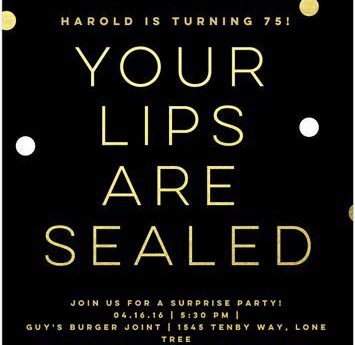 HAROLD IS TURNING 75!
YOUR
LIPS
ARE
SEALED
JOIN US FOR A SURPRISE PARTY!
04.16.16 | 5:30 PM |
GUY'S BURGER JOINT | 1545 TENBY WAY, LONE
TREE